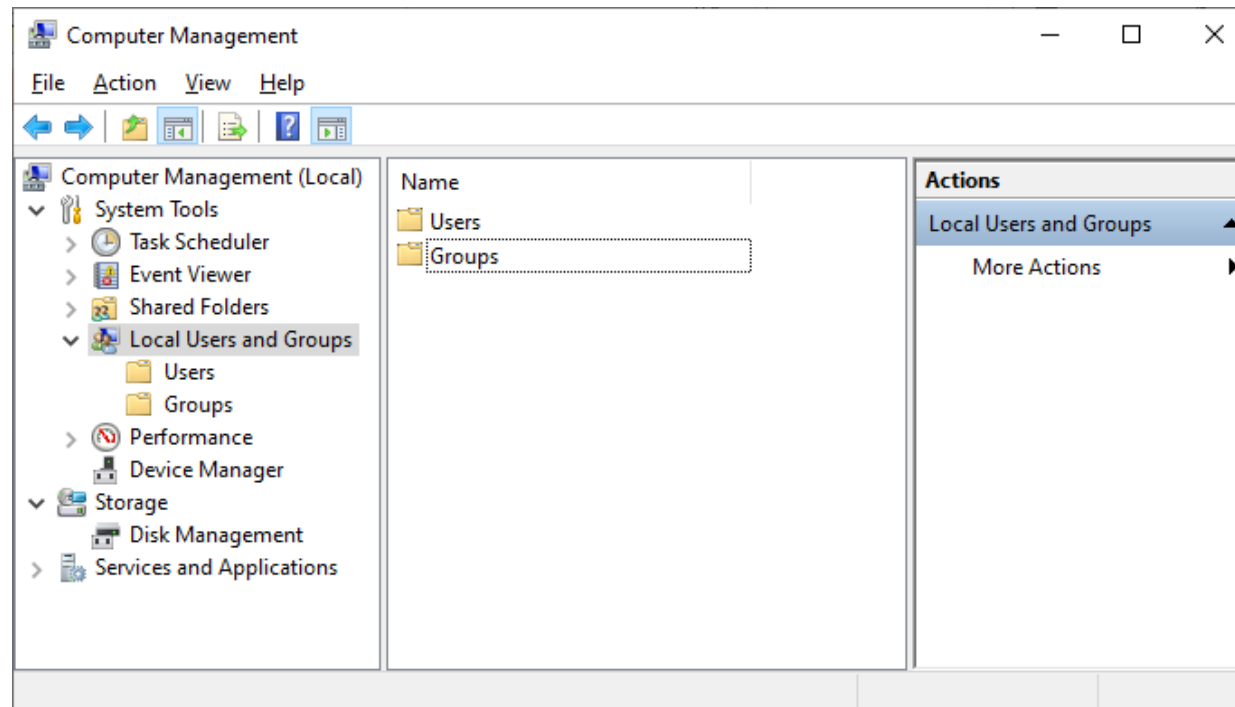 Computer Management
File Action View Help
Computer Management (Local)
System Tools
Task Scheduler
Event Viewer
Shared Folders
Local Users and Groups
Users
Groups
Performance
Device Manager
Storage
Disk Management
Services and Applications
Name
Users
Groups
Actions
Local Users and Groups
More Actions